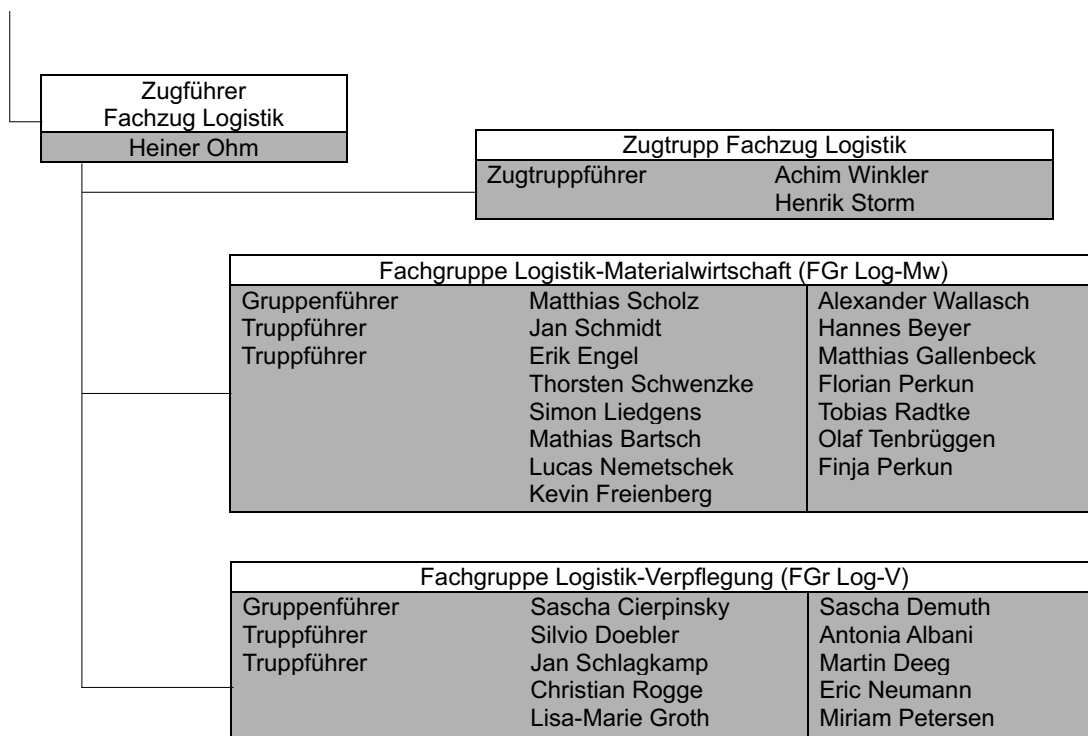 Zugführer
Fachzug Logistik
Heiner Ohm
Zugtrupp Fachzug Logistik
Zugtruppführer Achim Winkler
Henrik Storm
Fachgruppe Logistik-Materialwirtschaft (FGr Log-Mw)
Gruppenführer Matthias Scholz Alexander Wallasch
Truppführer Jan Schmidt Hannes Beyer
Truppführer Erik Engel Matthias Gallenbeck
Thorsten Schwenzke Florian Perkun
Simon Liedgens Tobias Radtke
Mathias Bartsch Olaf Tenbrüggen
Lucas Nemetschek Finja Perkun
Kevin Freienberg
Fachgruppe Logistik-Verpflegung (FGr Log-V)
Gruppenführer Sascha Cierpinsky Sascha Demuth
Truppführer Silvio Doebler Antonia Albani
Truppführer Jan Schlagkamp Martin Deeg
Christian Rogge Eric Neumann
Lisa-Marie Groth Miriam Petersen